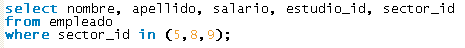 select nombre, apellido, salario, estudio_id, sector_id
from empleado
where sector_id in (5,8,9);